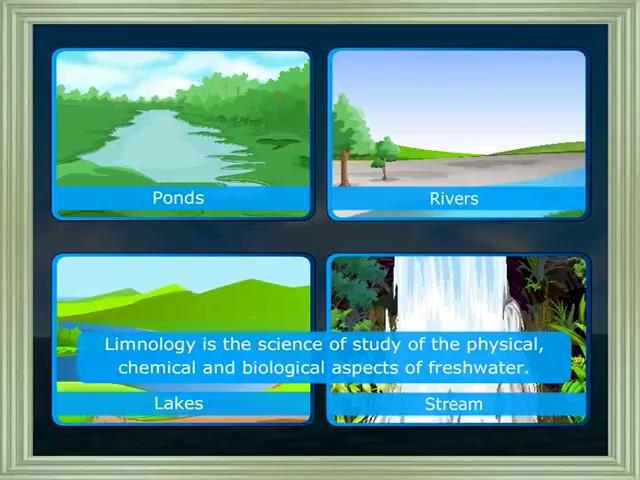 Ponds
Rivers
Limnology is the science of study of the physical,
chemical and biological aspects of freshwater.
Lakes
Stream